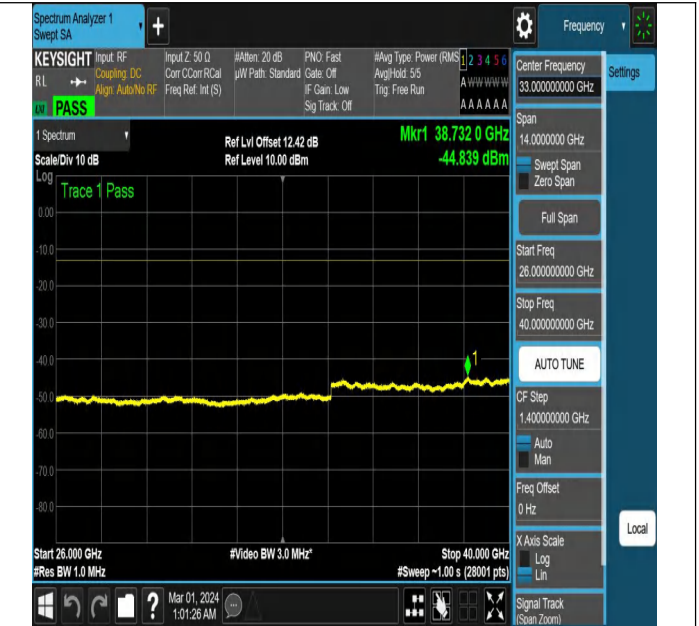 Spectrum Analyzer 1
Swept SA
+
Frequency
KEYSIGHT
RL
LXI
PASS
Input: RF
Coupling: DC
Align: Auto/No RF
Input Z: 50 Ω
Corr CCorr RCal
Freq Ref: Int (S)
#Atten: 20 dB
µW Path: Standard
PNO: Fast
Gate: Off
IF Gain: Low
Sig Track: Off
#Avg Type: Power (RMS
Avg|Hold: 5/5
Trig: Free Run
1 2 3 4 5 6
A W W W W W
A A A A A A
Center Frequency
33.000000000 GHz
Settings
Span
14.0000000 GHz
Swept Span
Zero Span
Full Span
Start Freq
26.000000000 GHz
Stop Freq
40.000000000 GHz
AUTO TUNE
CF Step
1.400000000 GHz
Auto
Man
Freq Offset
0 Hz
X Axis Scale
Log
Lin
Signal Track
(Span Zoom)
Local
1 Spectrum
Scale/Div 10 dB
Ref Lvl Offset 12.42 dB
Ref Level 10.00 dBm
Mkr1 38.732 0 GHz
-44.839 dBm
Log
Trace 1 Pass
0.00
-10.0
-20.0
-30.0
-40.0
-50.0
-60.0
-70.0
-80.0
1
Start 26.000 GHz
#Res BW 1.0 MHz
#Video BW 3.0 MHz*
Stop 40.000 GHz
#Sweep ~1.00 s (28001 pts)
?
Mar 01, 2024
1:01:26 AM